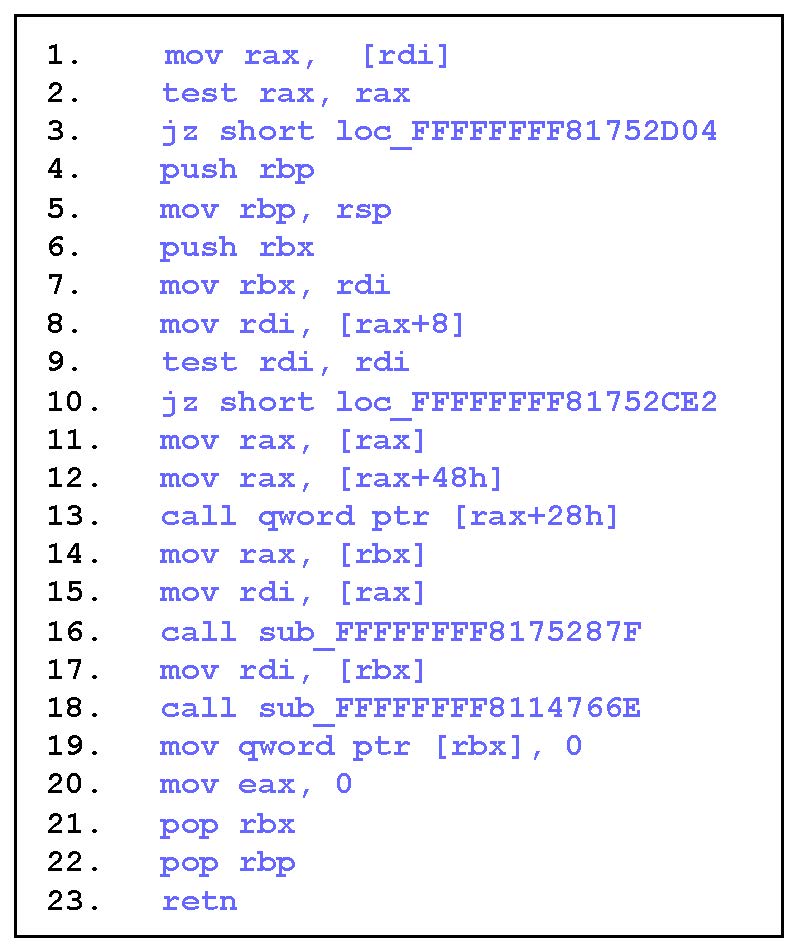 1. mov rax, [rdi]
2. test rax, rax
3. jz short loc_FFFFFFFF81752D04
4. push rbp
5. mov rbp, rsp
6. push rbx
7. mov rbx, rdi
8. mov rdi, [rax+8]
9. test rdi, rdi
10. jz short loc_FFFFFFFF81752CE2
11. mov rax, [rax]
12. mov rax, [rax+48h]
13. call qword ptr [rax+28h]
14. mov rax, [rbx]
15. mov rdi, [rax]
16. call sub_FFFFFFFF8175287F
17. mov rdi, [rbx]
18. call sub_FFFFFFFF8114766E
19. mov qword ptr [rbx], 0
20. mov eax, 0
21. pop rbx
22. pop rbp
23. retn